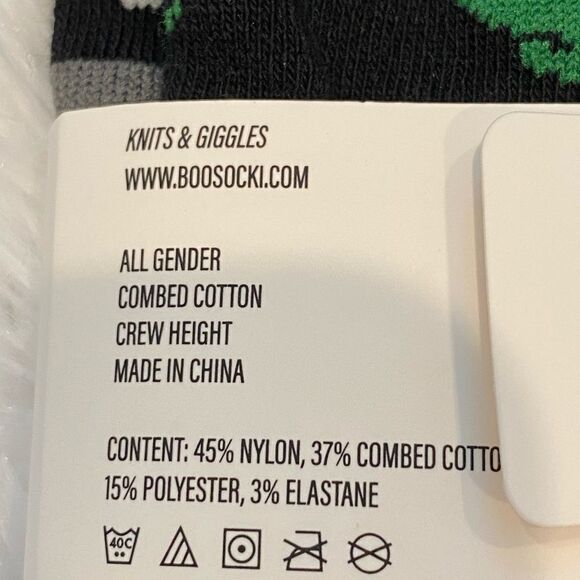 KNITS & GIGGLES
WWW.BOOSOCKI.COM
ALL GENDER
COMBED COTTON
CREW HEIGHT
MADE IN CHINA
CONTENT: 45% NYLON, 37% COMBED COTTO
15% POLYESTER, 3% ELASTANE
40C